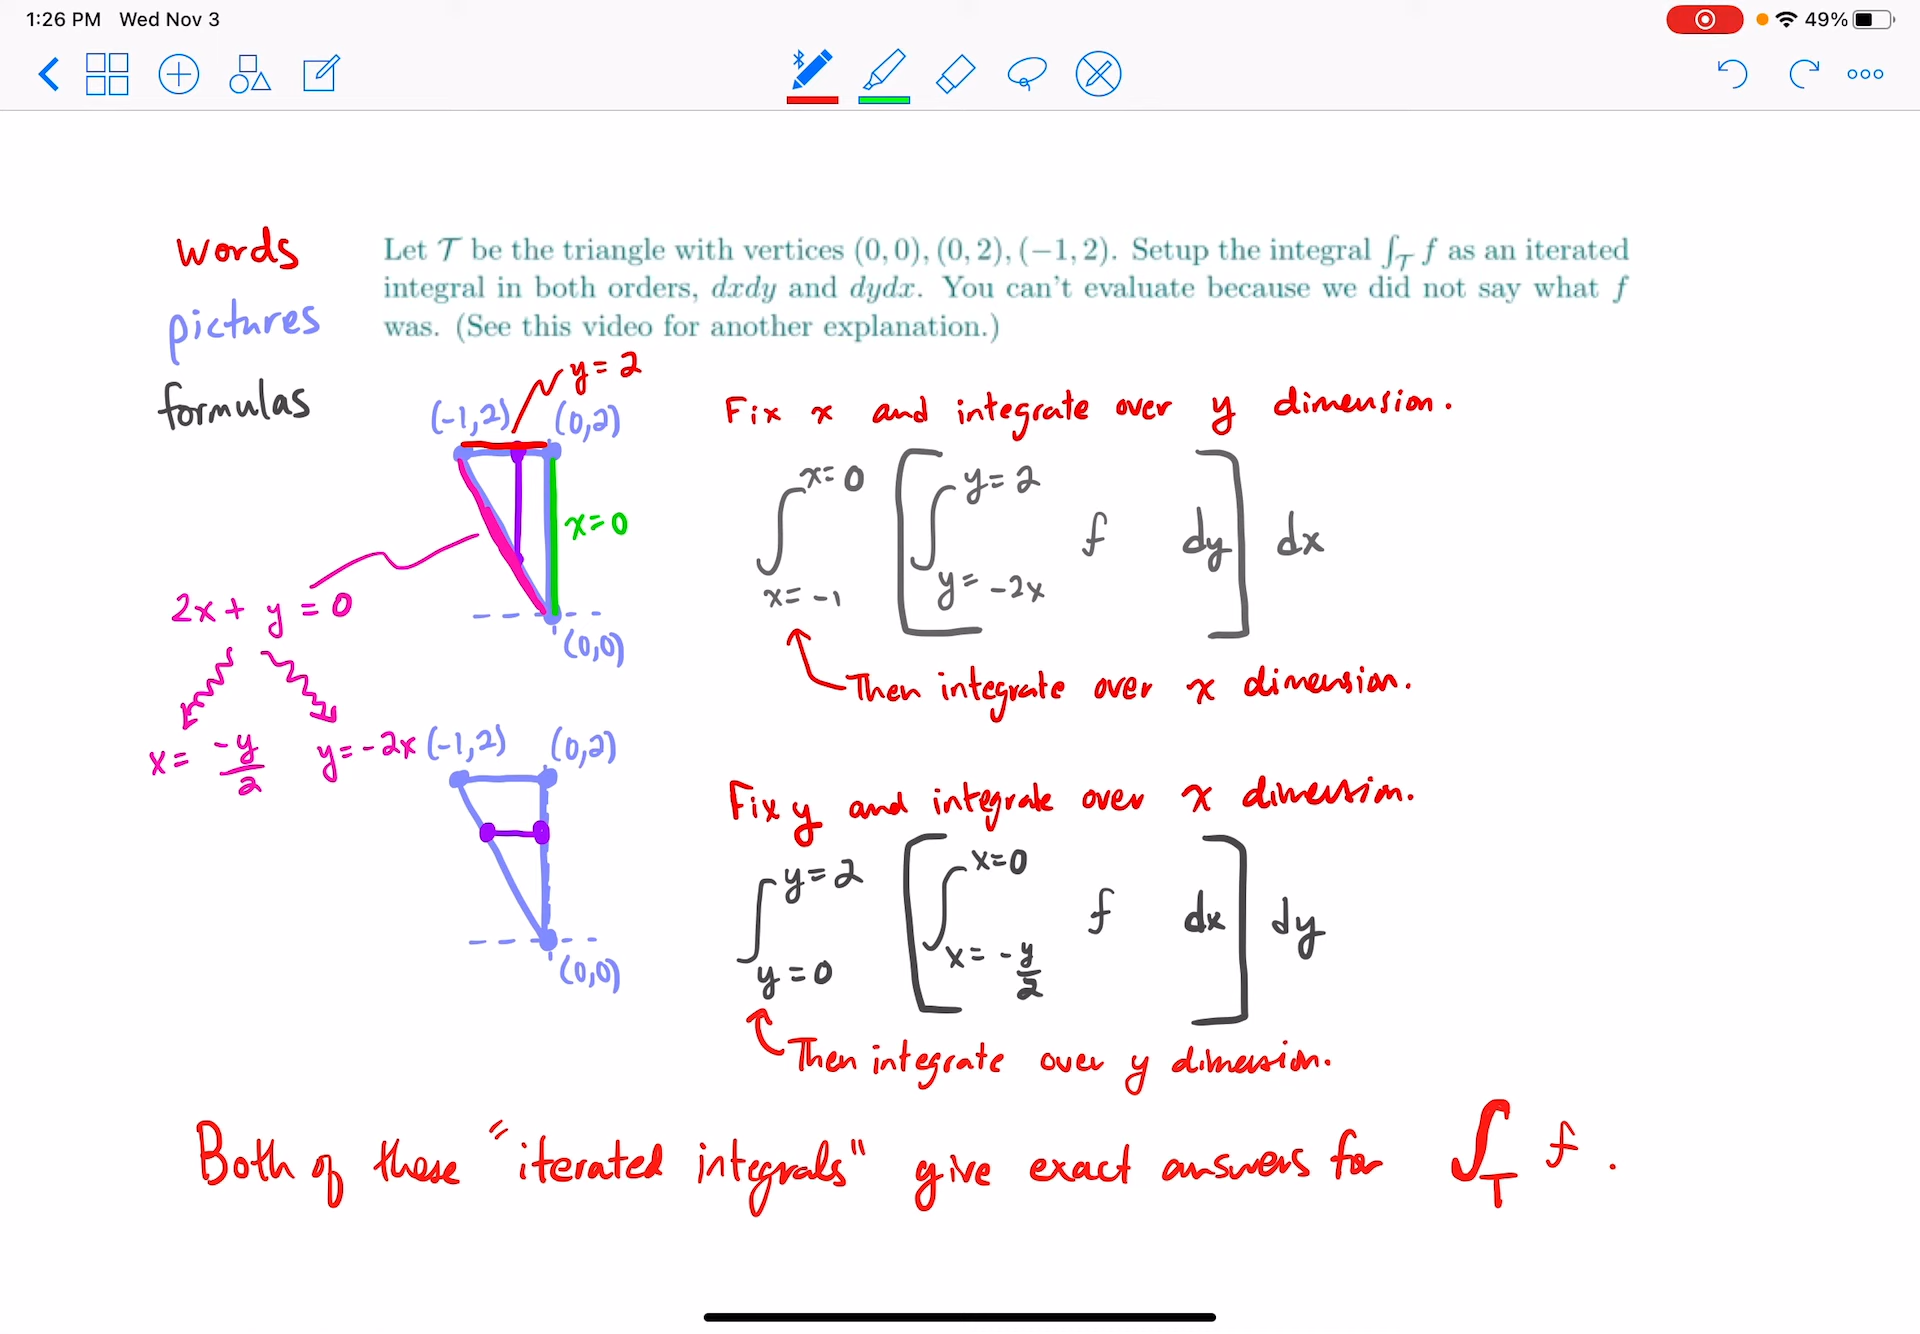 1:26 PM Wed Nov 3
49%
words
pictures
formulas
Let 𝒯 be the triangle with vertices (0, 0), (0, 2), (−1, 2). Setup the integral ∫_𝒯 f as an iterated
integral in both orders, dxdy and dydx. You can't evaluate because we did not say what f
was. (See this video for another explanation.)
y = 2
(-1,2) (0,2)
x=0
(0,0)
2x + y = 0
x = -y/2 y = -2x
Fix x and integrate over y dimension.
∫_{x=-1}^{x=0} [ ∫_{y=-2x}^{y=2} f dy ] dx
Then integrate over x dimension.
(-1,2) (0,2)
(0,0)
Fix y and integrate over x dimension.
∫_{y=0}^{y=2} [ ∫_{x=-y/2}^{x=0} f dx ] dy
Then integrate over y dimension.
Both of these "iterated integrals" give exact answers for ∫_T f .